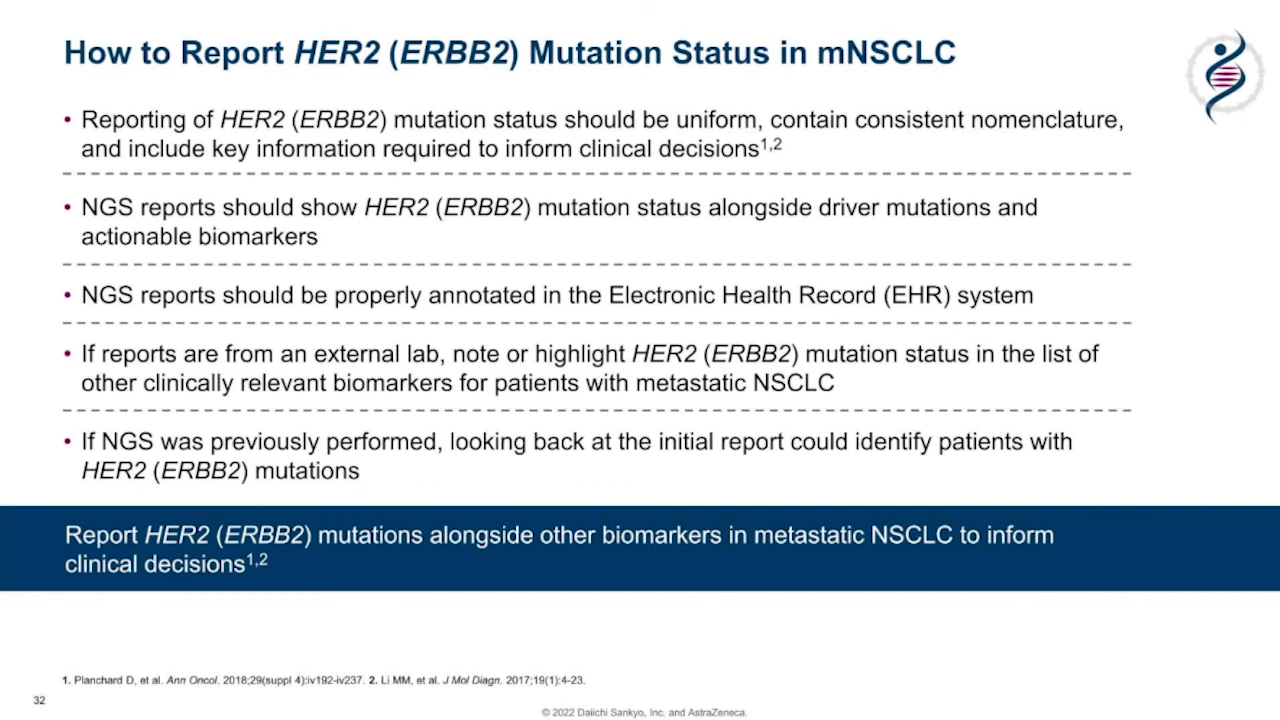 How to Report HER2 (ERBB2) Mutation Status in mNSCLC
• Reporting of HER2 (ERBB2) mutation status should be uniform, contain consistent nomenclature,
and include key information required to inform clinical decisions1,2
• NGS reports should show HER2 (ERBB2) mutation status alongside driver mutations and
actionable biomarkers
• NGS reports should be properly annotated in the Electronic Health Record (EHR) system
• If reports are from an external lab, note or highlight HER2 (ERBB2) mutation status in the list of
other clinically relevant biomarkers for patients with metastatic NSCLC
• If NGS was previously performed, looking back at the initial report could identify patients with
HER2 (ERBB2) mutations
Report HER2 (ERBB2) mutations alongside other biomarkers in metastatic NSCLC to inform
clinical decisions1,2
1. Planchard D, et al. Ann Oncol. 2018;29(suppl 4):iv192-iv237. 2. Li MM, et al. J Mol Diagn. 2017;19(1):4-23.
32
© 2022 Daiichi Sankyo, Inc. and AstraZeneca.